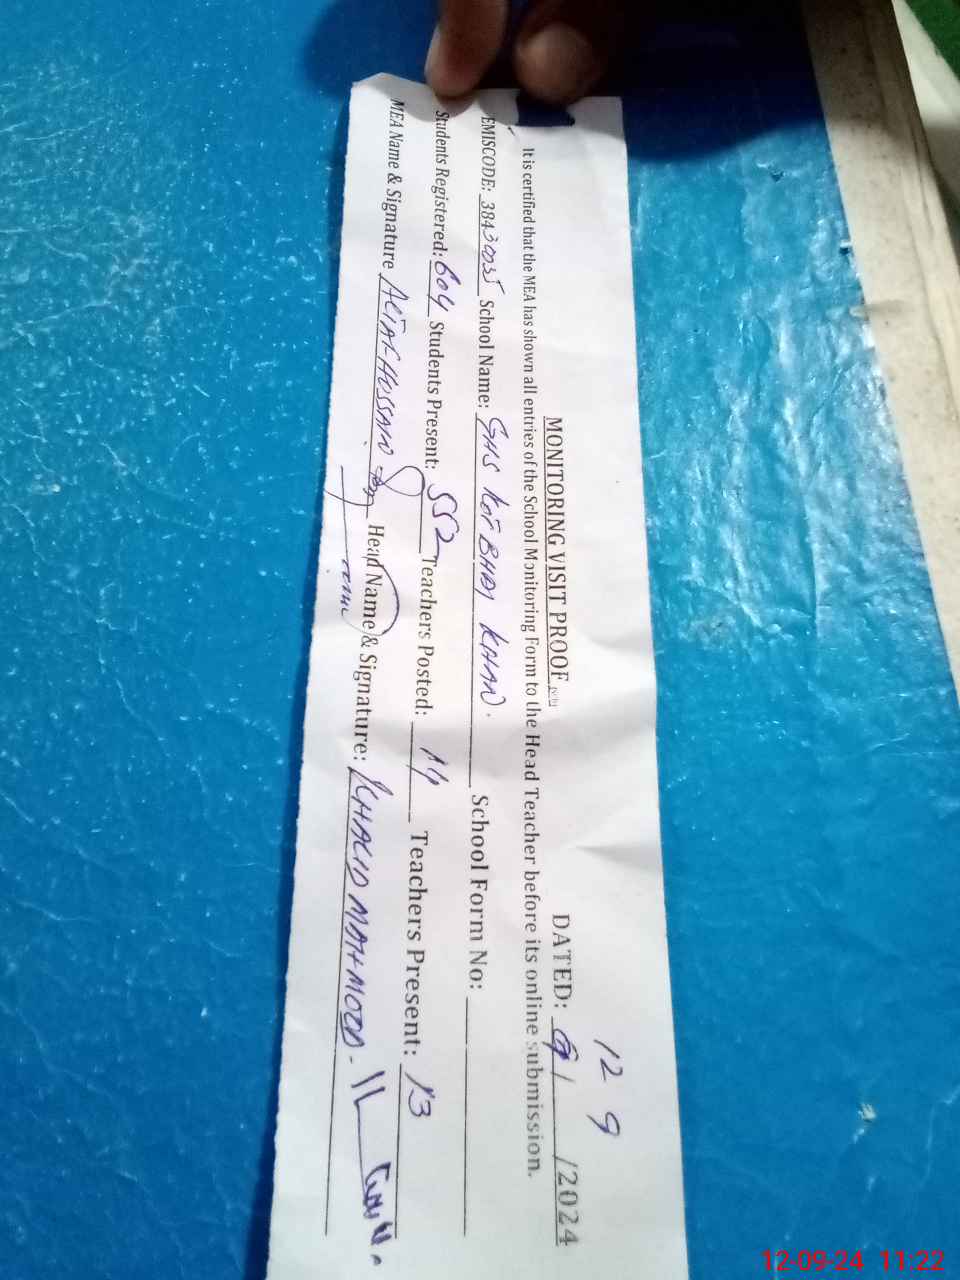 12 9
MONITORING VISIT PROOF DATED: / /2024
It is certified that the MEA has shown all entries of the School Monitoring Form to the Head Teacher before its online submission.
EMISCODE: School Name: GHS KOT BHAI KHAN. School Form No:
Students Registered: 604 Students Present: 552 Teachers Posted: 14 Teachers Present: 13
MEA Name & Signature ALTAF HUSSAIN Head Name & Signature: KHALID MAHMOOD -
12-09-24 11:22